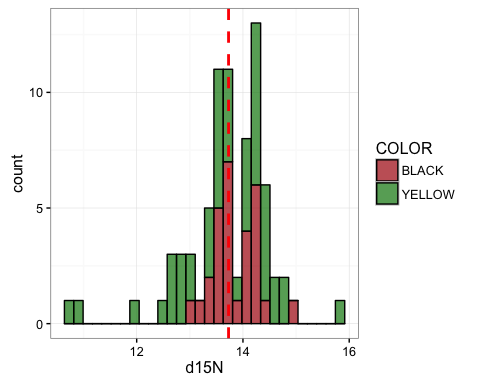 10
5
0
count
12
14
16
d15N
COLOR
BLACK
YELLOW